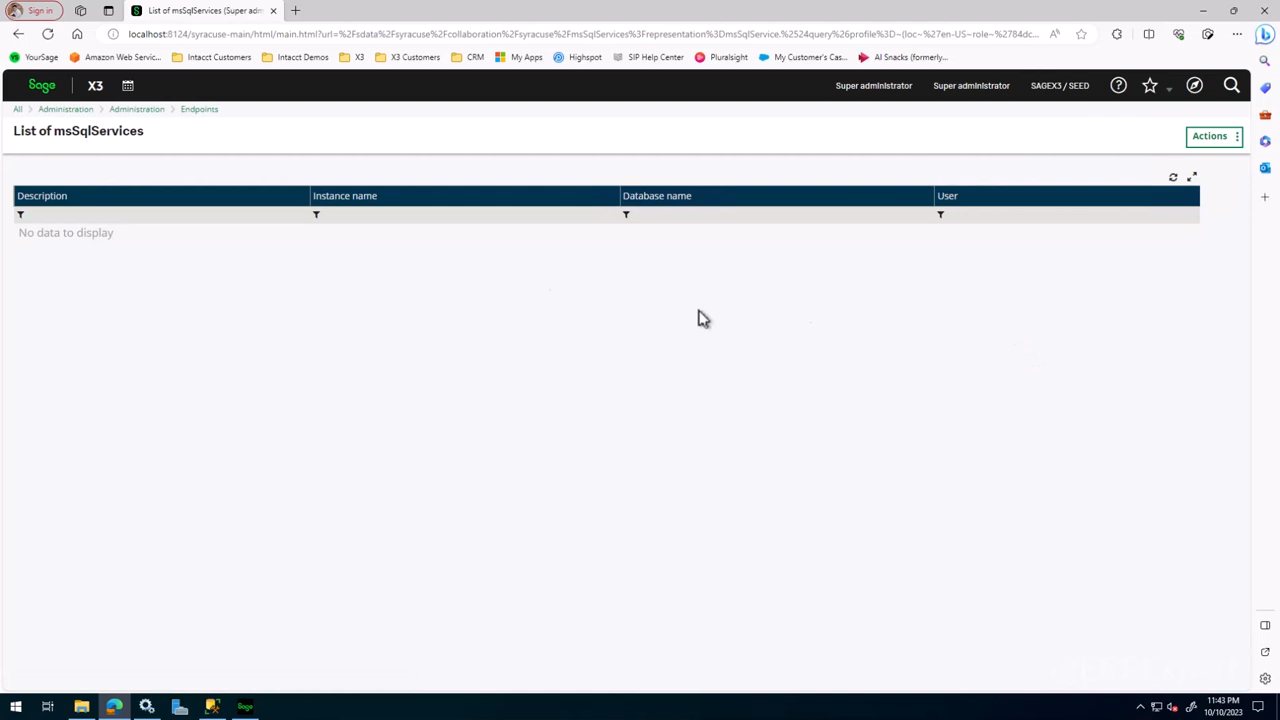 Sign in
List of msSqlServices (Super adm
localhost:8124/syracuse-main/html/main.html?url=%2Fsdata%2Fsyracuse%2Fcollaboration%2Fsyracuse%2FmsSqlServices%3Frepresentation%3DmsSqlService.%2524query%26profile%3D~(loc~%27en-US~role~%2784dc...
YourSage
Amazon Web Servic...
Intacct Customers
Intacct Demos
X3
X3 Customers
CRM
My Apps
Highspot
SIP Help Center
Pluralsight
My Customer's Cas...
AI Snacks (formerly...
Sage
X3
Super administrator
Super administrator
SAGEX3 / SEED
All
Administration
Administration
Endpoints
List of msSqlServices
Actions
Description
Instance name
Database name
User
No data to display
Sage
11:43 PM
10/10/2023